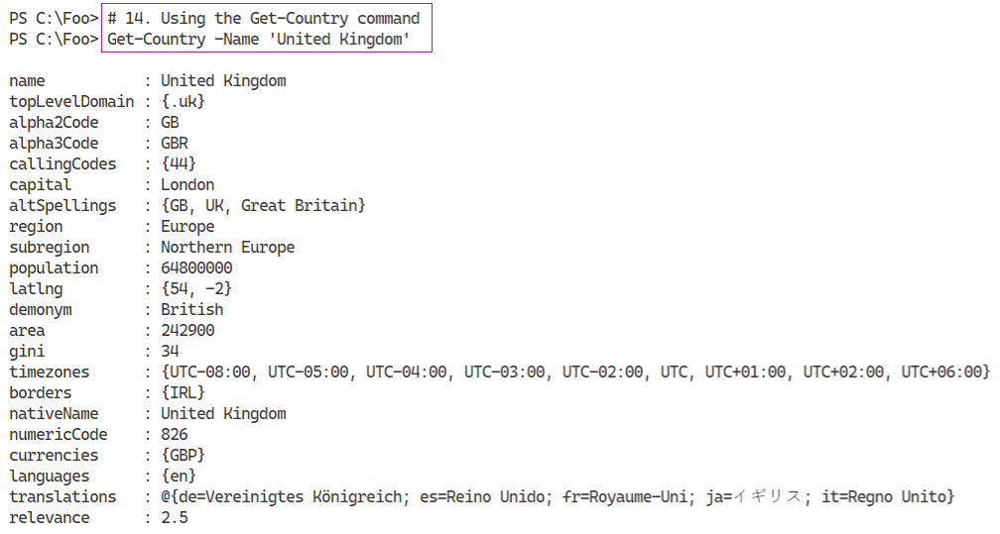 PS C:\Foo> # 14. Using the Get-Country command
PS C:\Foo> Get-Country -Name 'United Kingdom'
name           : United Kingdom
topLevelDomain : {.uk}
alpha2Code     : GB
alpha3Code     : GBR
callingCodes   : {44}
capital        : London
altSpellings   : {GB, UK, Great Britain}
region         : Europe
subregion      : Northern Europe
population     : 64800000
latlng         : {54, -2}
demonym        : British
area           : 242900
gini           : 34
timezones      : {UTC-08:00, UTC-05:00, UTC-04:00, UTC-03:00, UTC-02:00, UTC, UTC+01:00, UTC+02:00, UTC+06:00}
borders        : {IRL}
nativeName     : United Kingdom
numericCode    : 826
currencies     : {GBP}
languages      : {en}
translations   : @{de=Vereinigtes Königreich; es=Reino Unido; fr=Royaume-Uni; ja=イギリス; it=Regno Unito}
relevance      : 2.5